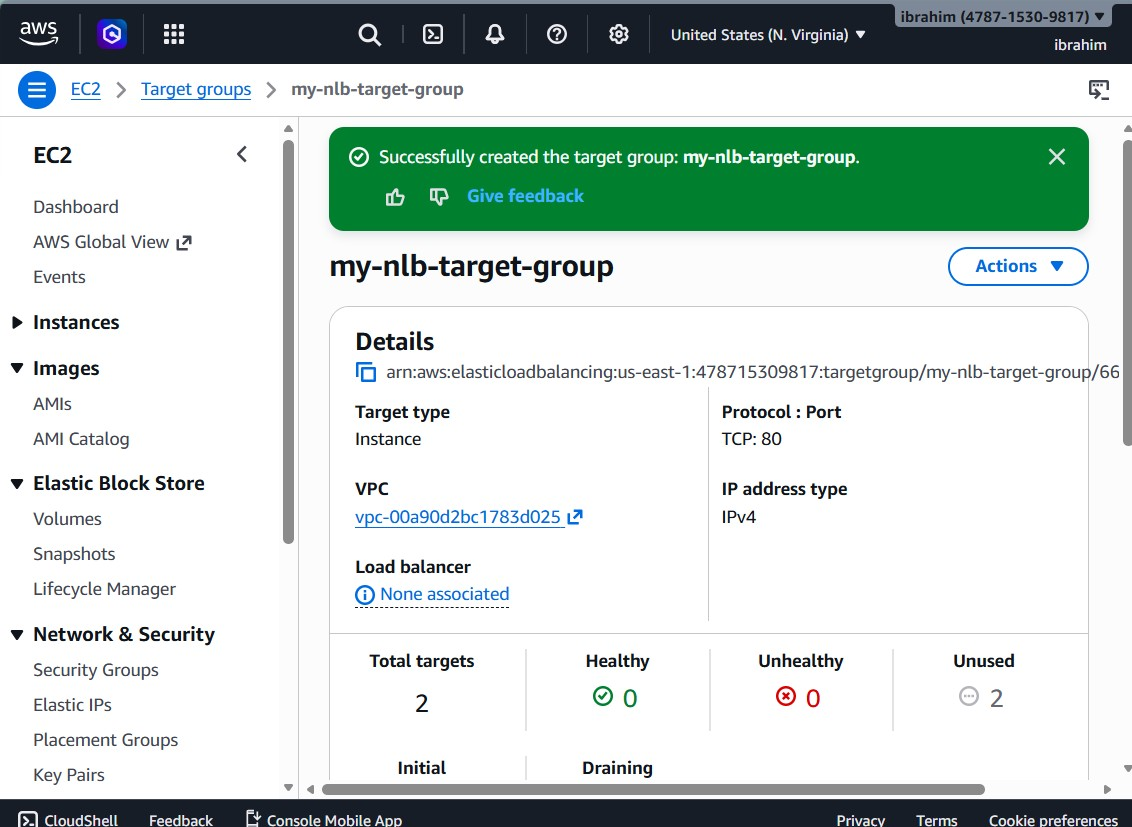 aws
United States (N. Virginia)
ibrahim (4787-1530-9817)
ibrahim
EC2
Target groups
my-nlb-target-group
EC2
Dashboard
AWS Global View
Events
Instances
Images
AMIs
AMI Catalog
Elastic Block Store
Volumes
Snapshots
Lifecycle Manager
Network & Security
Security Groups
Elastic IPs
Placement Groups
Key Pairs
Successfully created the target group: my-nlb-target-group.
Give feedback
my-nlb-target-group
Actions
Details
arn:aws:elasticloadbalancing:us-east-1:478715309817:targetgroup/my-nlb-target-group/66
Target type
Instance
Protocol : Port
TCP: 80
VPC
vpc-00a90d2bc1783d025
IP address type
IPv4
Load balancer
None associated
Total targets
2
Healthy
0
Unhealthy
0
Unused
2
Initial
Draining
CloudShell
Feedback
Console Mobile App
Privacy
Terms
Cookie preferences